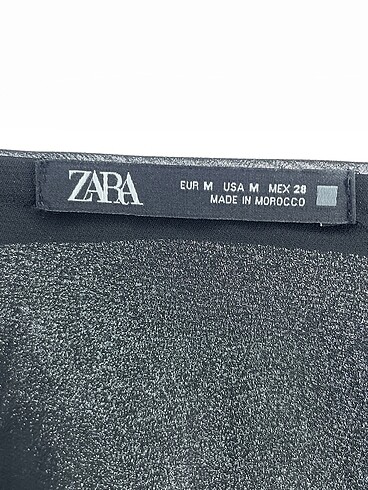 ZARA
EUR M USA M MEX 28
MADE IN MOROCCO